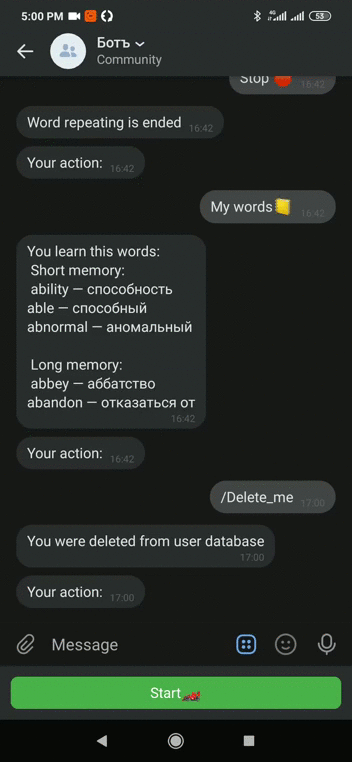 5:00 PM
4G
53
Ботъ
Community
Stop
16:42
Word repeating is ended 16:42
Your action: 16:42
My words 16:42
You learn this words:
Short memory:
ability — способность
able — способный
abnormal — аномальный
Long memory:
abbey — аббатство
abandon — отказаться от
16:42
Your action: 16:42
/Delete_me 17:00
You were deleted from user database
17:00
Your action: 17:00
Message
Start